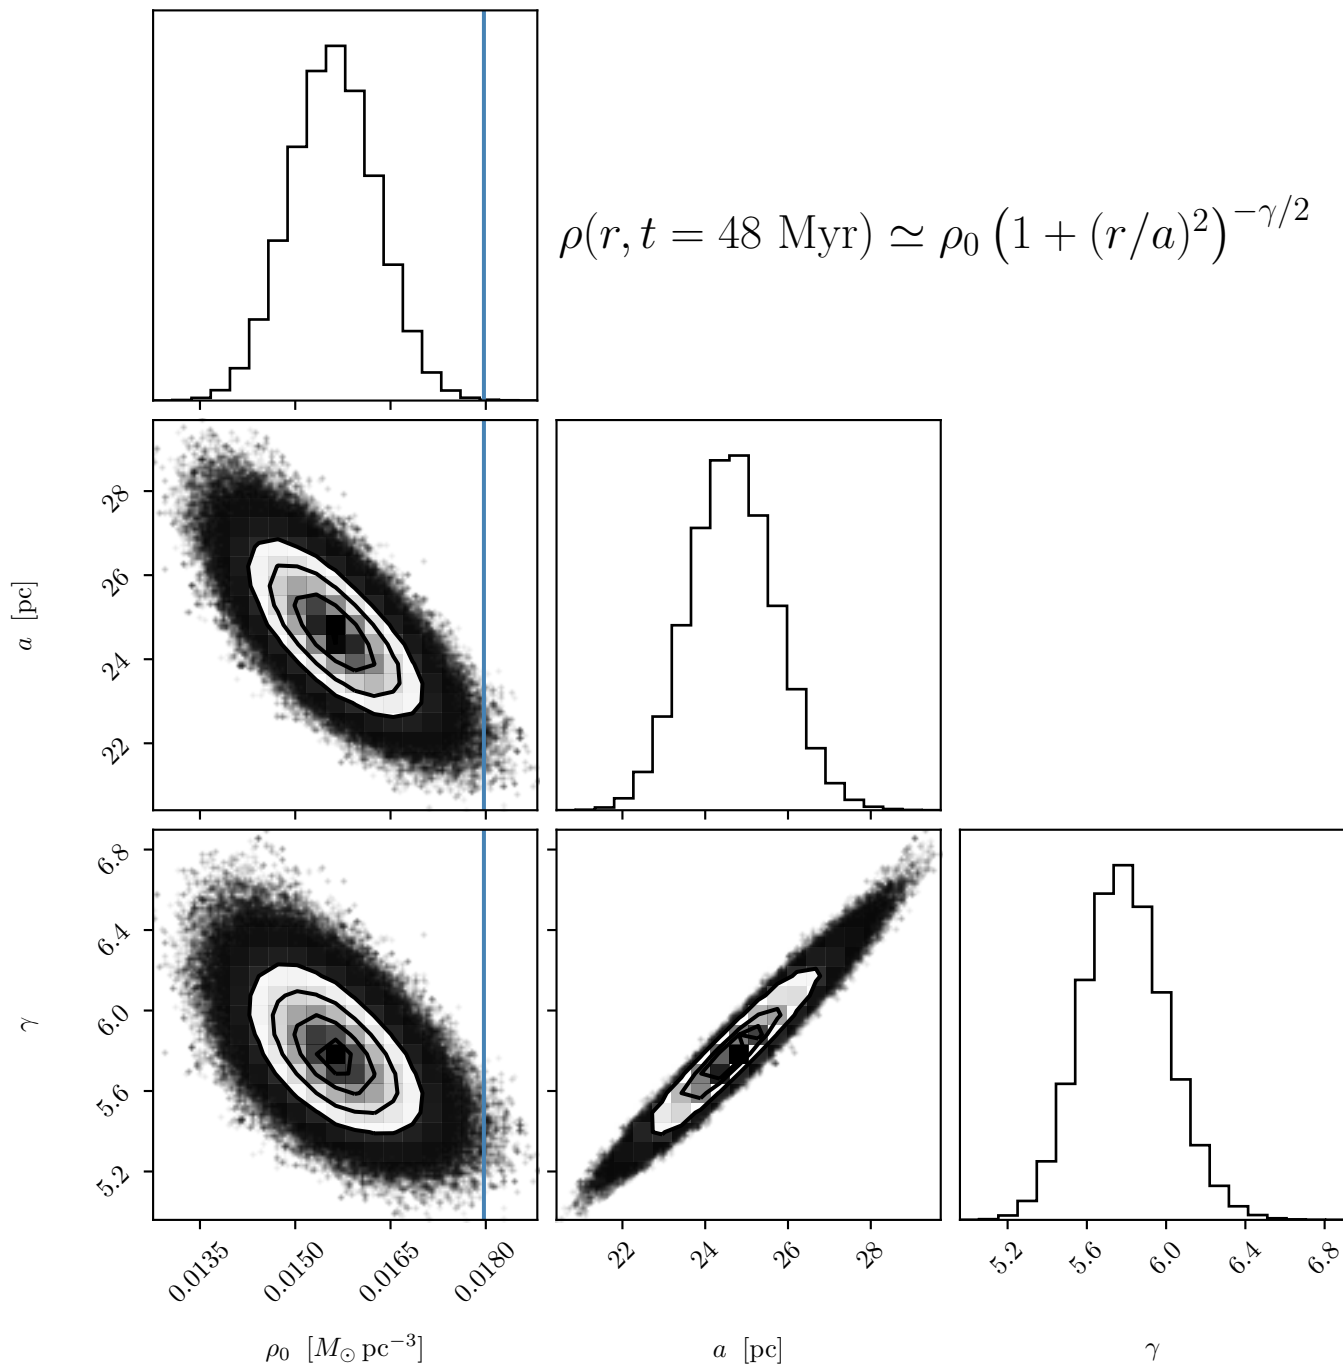 ρ(r, t = 48 Myr) ≃ ρ₀ (1 + (r/a)²)^{−γ/2}
28
26
24
22
a [pc]
6.8
6.4
6.0
5.6
5.2
γ
0.0135 0.0150 0.0165 0.0180
22 24 26 28
5.2 5.6 6.0 6.4 6.8
ρ₀ [M⊙ pc⁻³]
a [pc]
γ